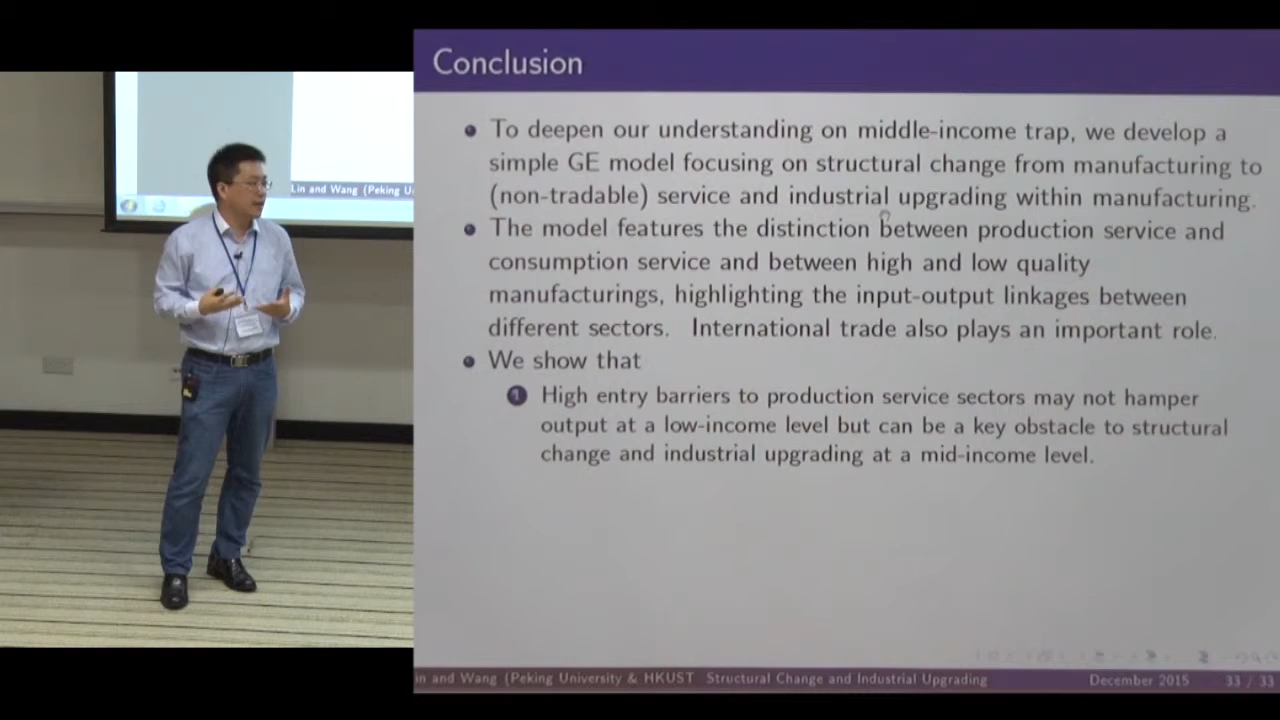 Conclusion
To deepen our understanding on middle-income trap, we develop a
simple GE model focusing on structural change from manufacturing to
(non-tradable) service and industrial upgrading within manufacturing.
The model features the distinction between production service and
consumption service and between high and low quality
manufacturings, highlighting the input-output linkages between
different sectors. International trade also plays an important role.
We show that
1 High entry barriers to production service sectors may not hamper
output at a low-income level but can be a key obstacle to structural
change and industrial upgrading at a mid-income level.
in and Wang (Peking University & HKUST Structural Change and Industrial Upgrading December 2015 33 / 33
Lin and Wang (Peking Un